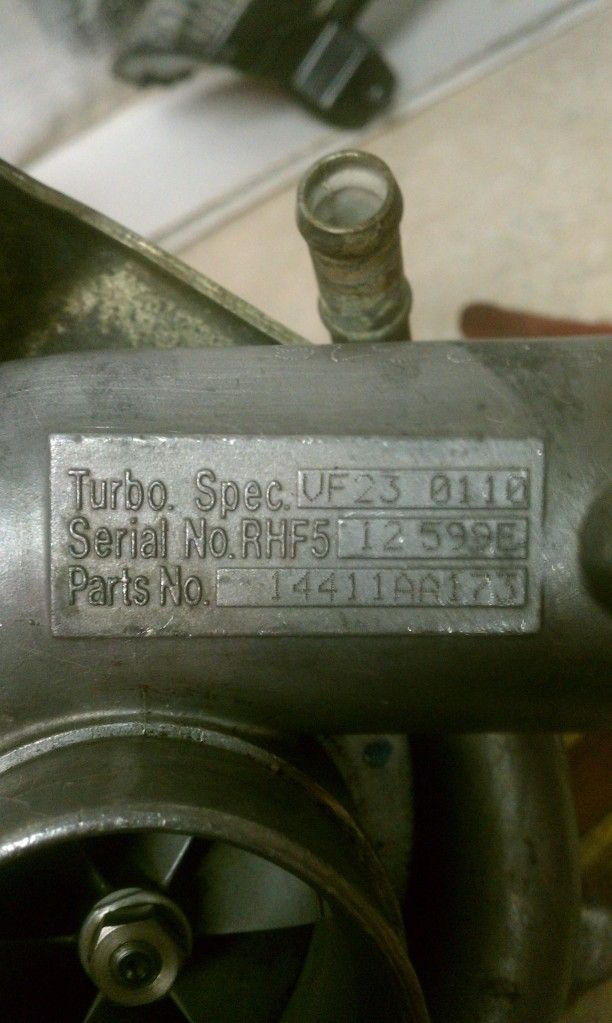 Turbo. Spec. VF23 0110
Serial No. RHF5 12 599E
Parts No. 14411AA173